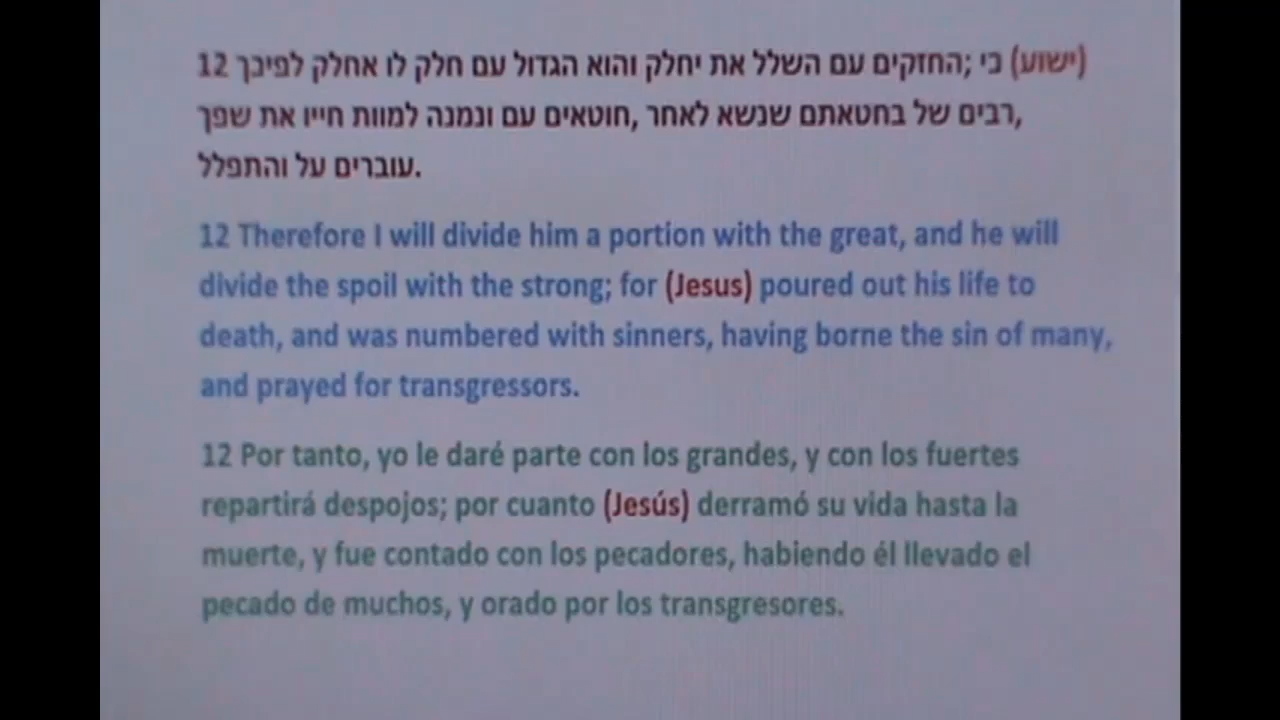 12 לפיכך אחלק לו חלק עם הגדול והוא יחלק את השלל עם החזקים; כי (ישוע)
שפך את חייו למוות ונמנה עם חוטאים, לאחר שנשא בחטאתם של רבים,
והתפלל על עוברים.
12 Therefore I will divide him a portion with the great, and he will
divide the spoil with the strong; for (Jesus) poured out his life to
death, and was numbered with sinners, having borne the sin of many,
and prayed for transgressors.
12 Por tanto, yo le daré parte con los grandes, y con los fuertes
repartirá despojos; por cuanto (Jesús) derramó su vida hasta la
muerte, y fue contado con los pecadores, habiendo él llevado el
pecado de muchos, y orado por los transgresores.